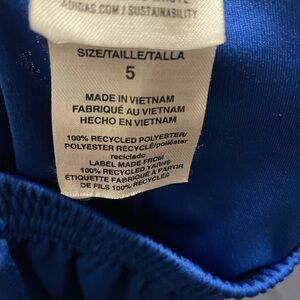 ADIDAS.COM / SUSTAINABILITY
SIZE/TAILLE/TALLA
5
MADE IN VIETNAM
FABRIQUÉ AU VIETNAM
HECHO EN VIETNAM
100% RECYCLED POLYESTER/
POLYESTER RECYCLÉ/poliéster
reciclado
LABEL MADE FROM
100% RECYCLED YARNS
ÉTIQUETTE FABRIQUÉE À PARTIR
DE FILS 100% RECYCLÉS